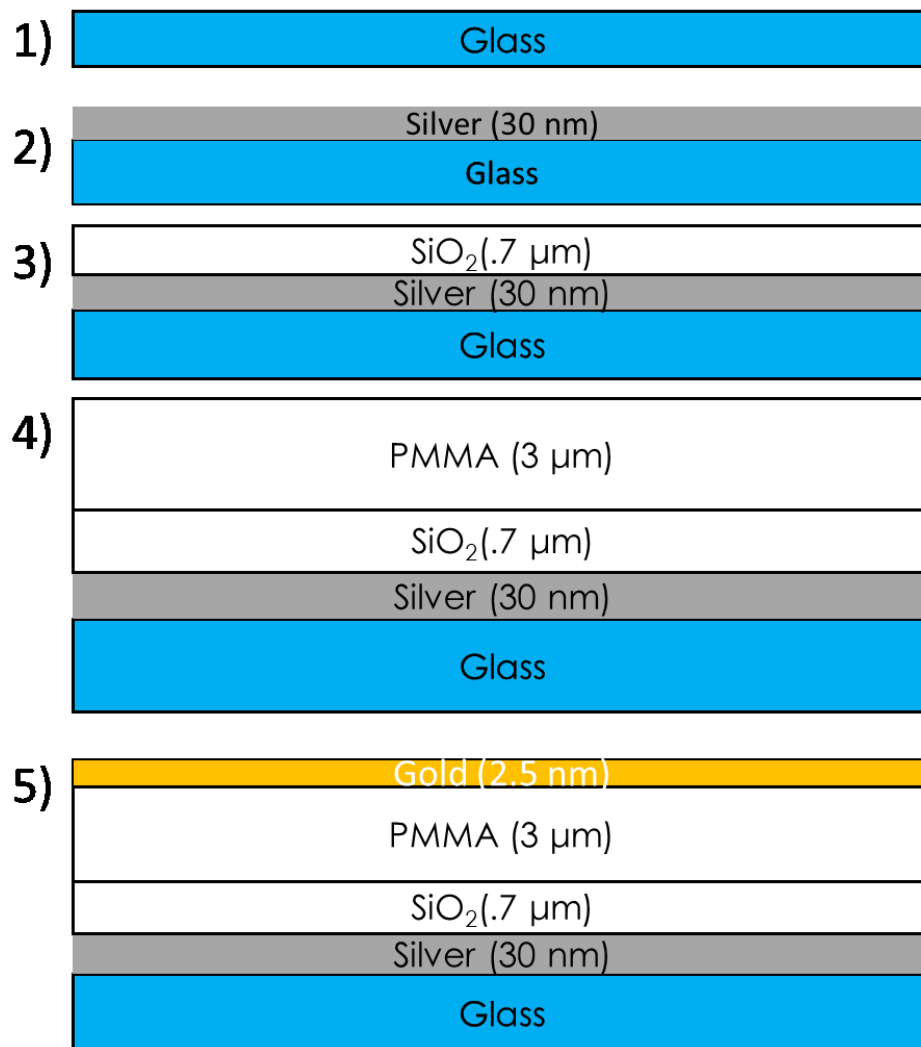 1)
Glass
2)
Silver (30 nm)
Glass
3)
SiO₂(.7 µm)
Silver (30 nm)
Glass
4)
PMMA (3 µm)
SiO₂(.7 µm)
Silver (30 nm)
Glass
5)
Gold (2.5 nm)
PMMA (3 µm)
SiO₂(.7 µm)
Silver (30 nm)
Glass